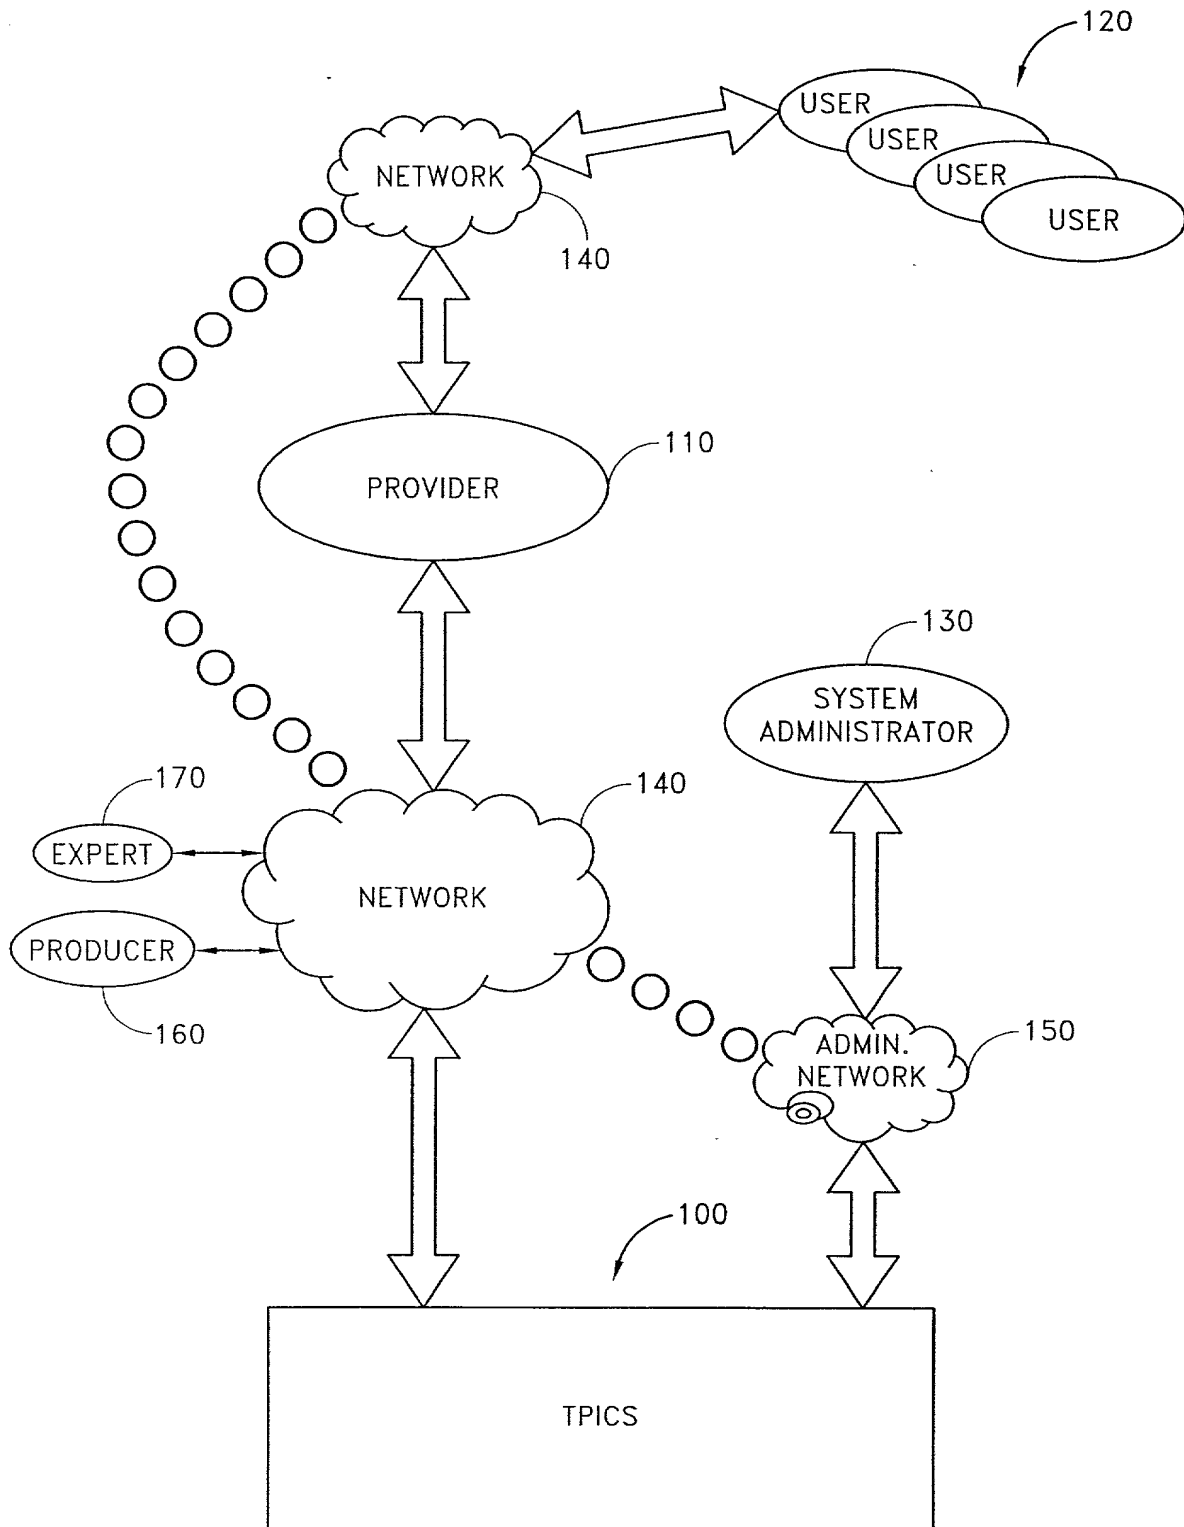 120
USER
USER
USER
USER
NETWORK
140
110
PROVIDER
130
SYSTEM
ADMINISTRATOR
170
140
EXPERT
NETWORK
PRODUCER
160
150
ADMIN.
NETWORK
100
TPICS